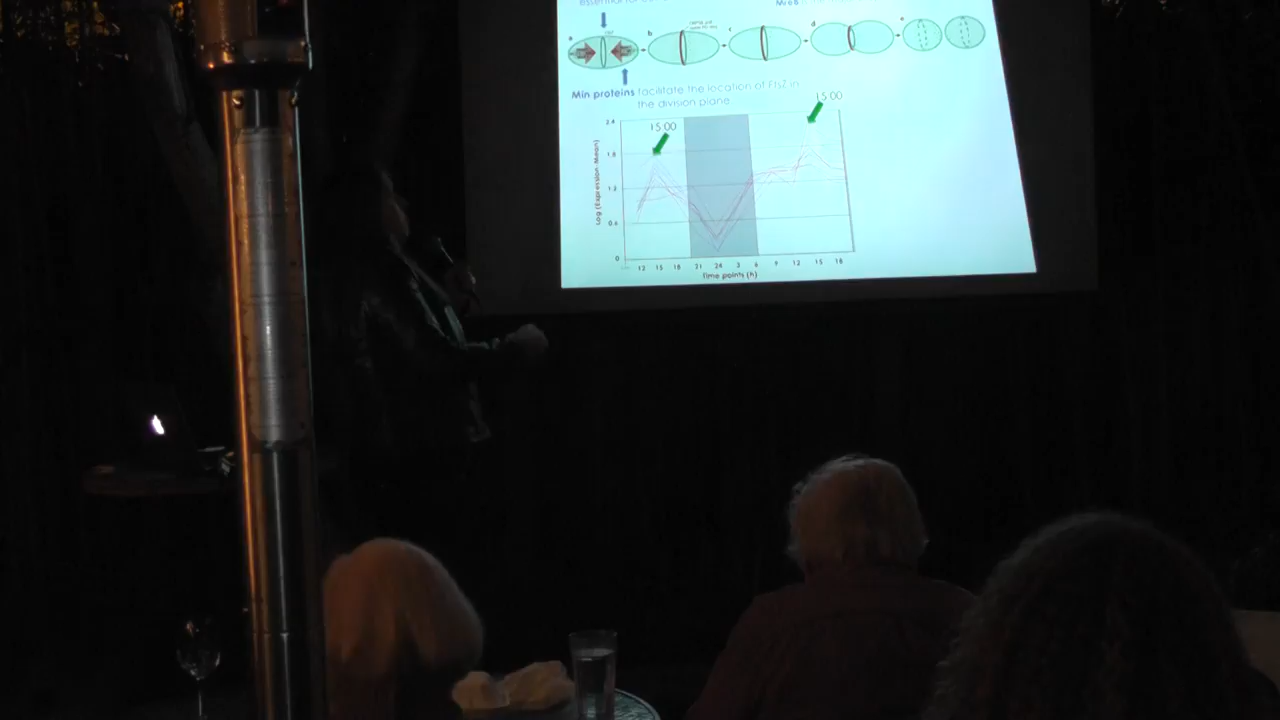 essential for
a
b
c
d
e
Min proteins facilitate the location of FtsZ in
the division plane
15:00
15:00
Log (Expression Mean)
2.4
1.8
1.2
0.6
0
12 15 18 21 24 3 6 9 12 15 18
Time points (h)